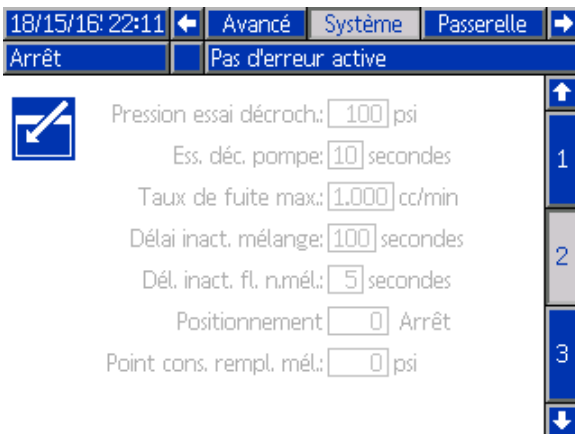 18/15/16! 22:11 Avancé Système Passerelle
Arrêt Pas d'erreur active
Pression essai décroch.: 100 psi
Ess. déc. pompe: 10 secondes
1
Taux de fuite max.: 1.000 cc/min
Délai inact. mélange: 100 secondes
2
Dél. inact. fl. n.mél.: 5 secondes
Positionnement 0 Arrêt
Point cons. rempl. mél.: 0 psi
3